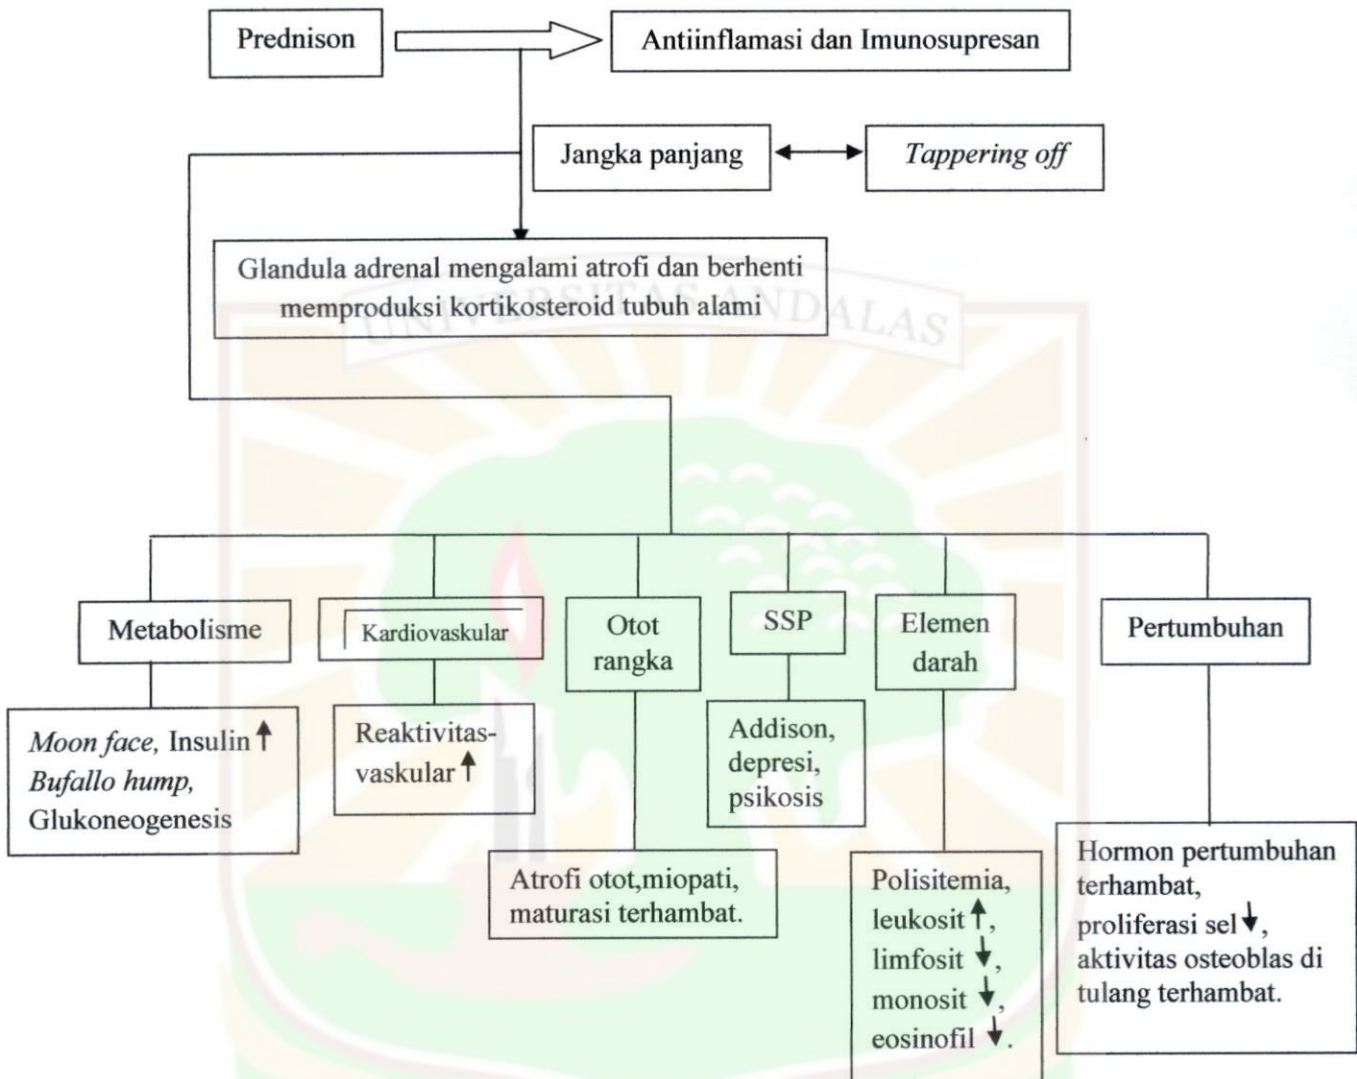 Prednison
Antiinflamasi dan Imunosupresan
Jangka panjang
Tappering off
Glandula adrenal mengalami atrofi dan berhenti
memproduksi kortikosteroid tubuh alami
UNIVERSITAS ANDALAS
Metabolisme
Kardiovaskular
Otot
rangka
SSP
Elemen
darah
Pertumbuhan
Moon face, Insulin ↑
Bufallo hump,
Glukoneogenesis
Reaktivitas-
vaskular ↑
Addison,
depresi,
psikosis
Atrofi otot,miopati,
maturasi terhambat.
Polisitemia,
leukosit ↑,
limfosit ↓,
monosit ↓,
eosinofil ↓.
Hormon pertumbuhan
terhambat,
proliferasi sel ↓,
aktivitas osteoblas di
tulang terhambat.